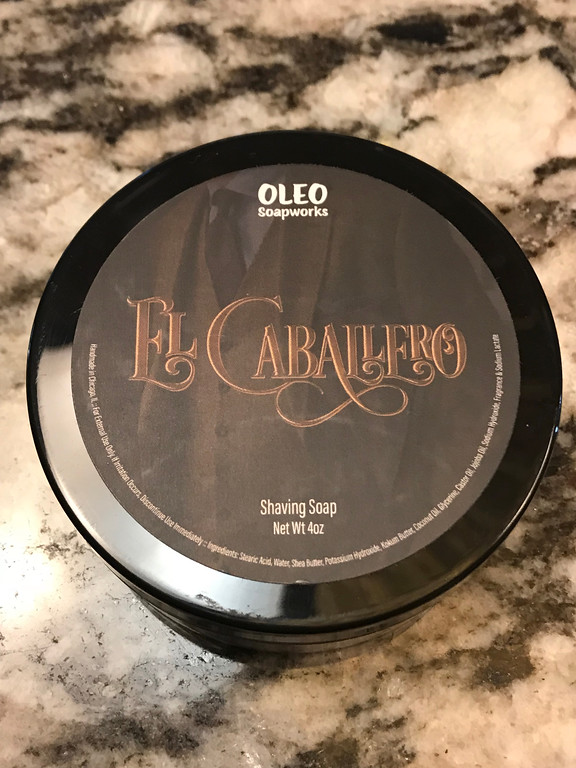 OLEO
Soapworks
EL CABALLERO
Shaving Soap
Net Wt 4oz
Handmade in Chicago, IL :: For External Use Only. If Irritation Occurs, Discontinue Use Immediately :: Ingredients: Stearic Acid, Water, Shea Butter, Potassium Hydroxide, Kokum Butter, Coconut Oil, Glycerine, Castor Oil, Jojoba Oil, Sodium Hydroxide, Fragrance & Sodium Lactate